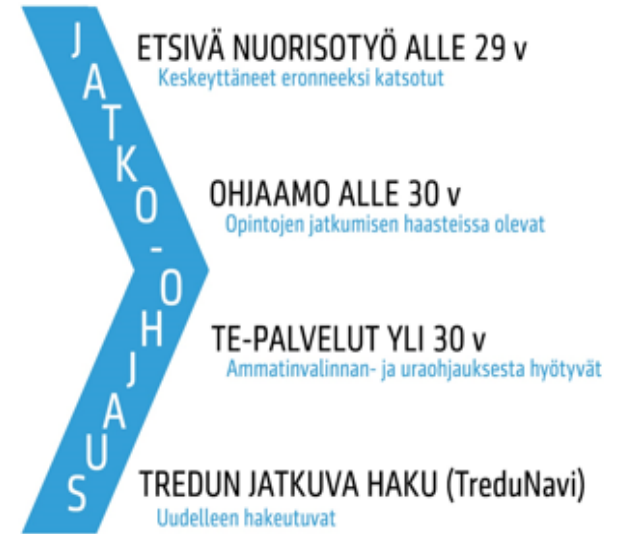 JATKO-OHJAUS
ETSIVÄ NUORISOTYÖ ALLE 29 v
Keskeyttäneet eronneeksi katsotut
OHJAAMO ALLE 30 v
Opintojen jatkumisen haasteissa olevat
TE-PALVELUT YLI 30 v
Ammatinvalinnan- ja uraohjauksesta hyötyvät
TREDUN JATKUVA HAKU (TreduNavi)
Uudelleen hakeutuvat